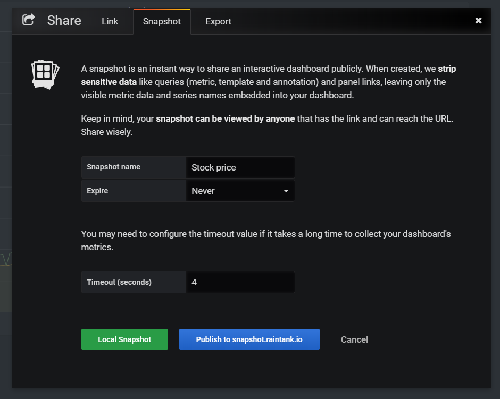 Share
Link
Snapshot
Export
A snapshot is an instant way to share an interactive dashboard publicly. When created, we strip
sensitive data like queries (metric, template and annotation) and panel links, leaving only the
visible metric data and series names embedded into your dashboard.
Keep in mind, your snapshot can be viewed by anyone that has the link and can reach the URL.
Share wisely.
Snapshot name
Stock price
Expire
Never
You may need to configure the timeout value if it takes a long time to collect your dashboard's
metrics.
Timeout (seconds)
4
Local Snapshot
Publish to snapshot.raintank.io
Cancel